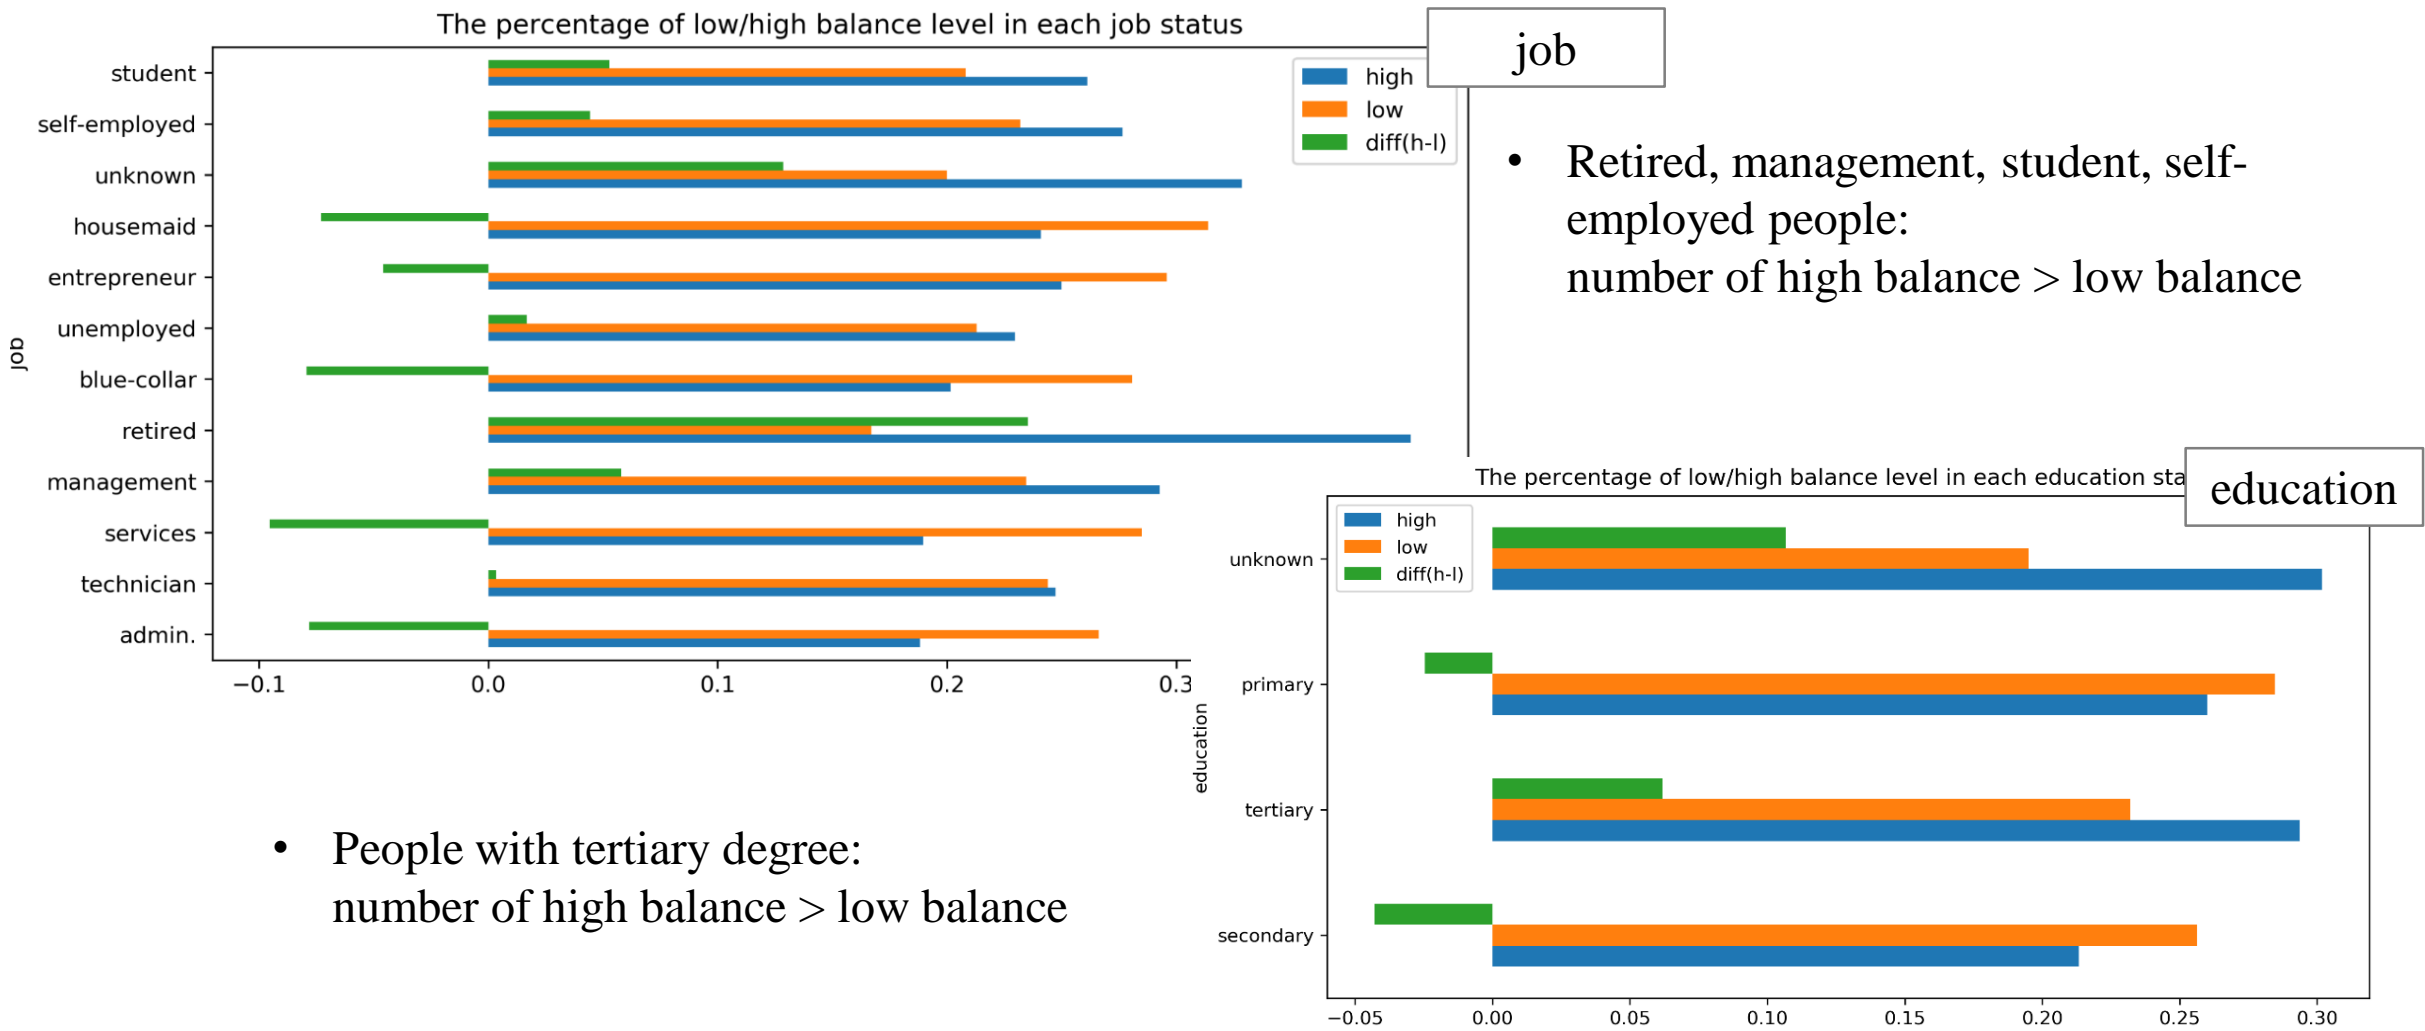 The percentage of low/high balance level in each job status
job
high
low
diff(h-l)
student
self-employed
unknown
housemaid
entrepreneur
unemployed
blue-collar
retired
management
services
technician
admin.
job
−0.1
0.0
0.1
0.2
0.3
• Retired, management, student, self-
employed people:
number of high balance > low balance
The percentage of low/high balance level in each education sta
education
high
low
diff(h-l)
unknown
primary
tertiary
secondary
education
−0.05
0.00
0.05
0.10
0.15
0.20
0.25
0.30
• People with tertiary degree:
number of high balance > low balance